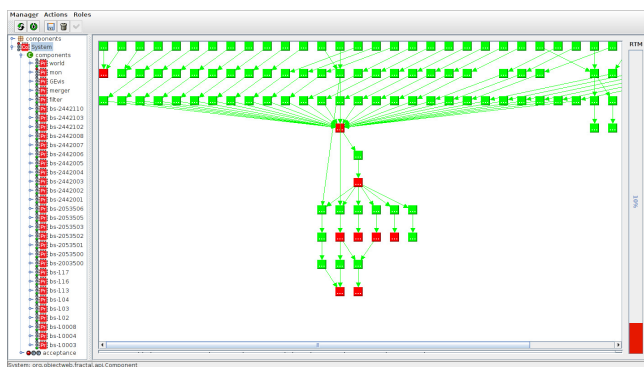 Manager Actions Roles
components
System
components
world
mon
GEvis
merger
filter
bs-2442110
bs-2442103
bs-2442102
bs-2442008
bs-2442007
bs-2442006
bs-2442005
bs-2442004
bs-2442003
bs-2442002
bs-2442001
bs-2053506
bs-2053505
bs-2053503
bs-2053502
bs-2053501
bs-2053500
bs-2003500
bs-117
bs-116
bs-113
bs-104
bs-103
bs-102
bs-10008
bs-10004
bs-10003
acceptance
RTM
10%
System: org.objectweb.fractal.api.Component